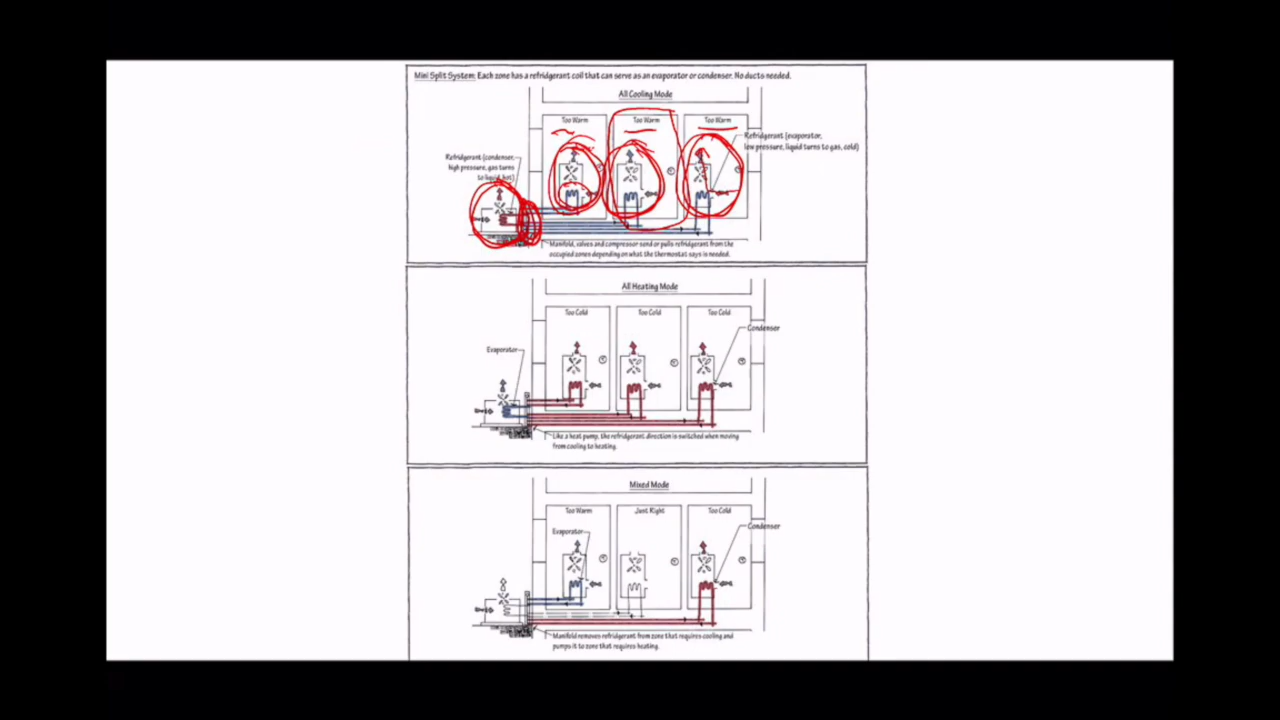 Mini Split System: Each zone has a refridgerant coil that can serve as an evaporator or condenser. No ducts needed.
All Cooling Mode
Too Warm
Too Warm
Too Warm
Refridgerant (evaporator,
low pressure, liquid turns to gas, cold)
Refridgerant (condenser,
high pressure, gas turns
to liquid, hot)
Manifold, valves and compressor send or pulls refrigerant from the
occupied zones depending on what the thermostat says is needed.
All Heating Mode
Too Cold
Too Cold
Too Cold
Condenser
Evaporator
Like a heat pump, the refrigerant direction is switched when moving
from cooling to heating.
Mixed Mode
Too Warm
Just Right
Too Cold
Condenser
Evaporator
Manifold removes refrigerant from zone that requires cooling and
pumps it to zone that requires heating.